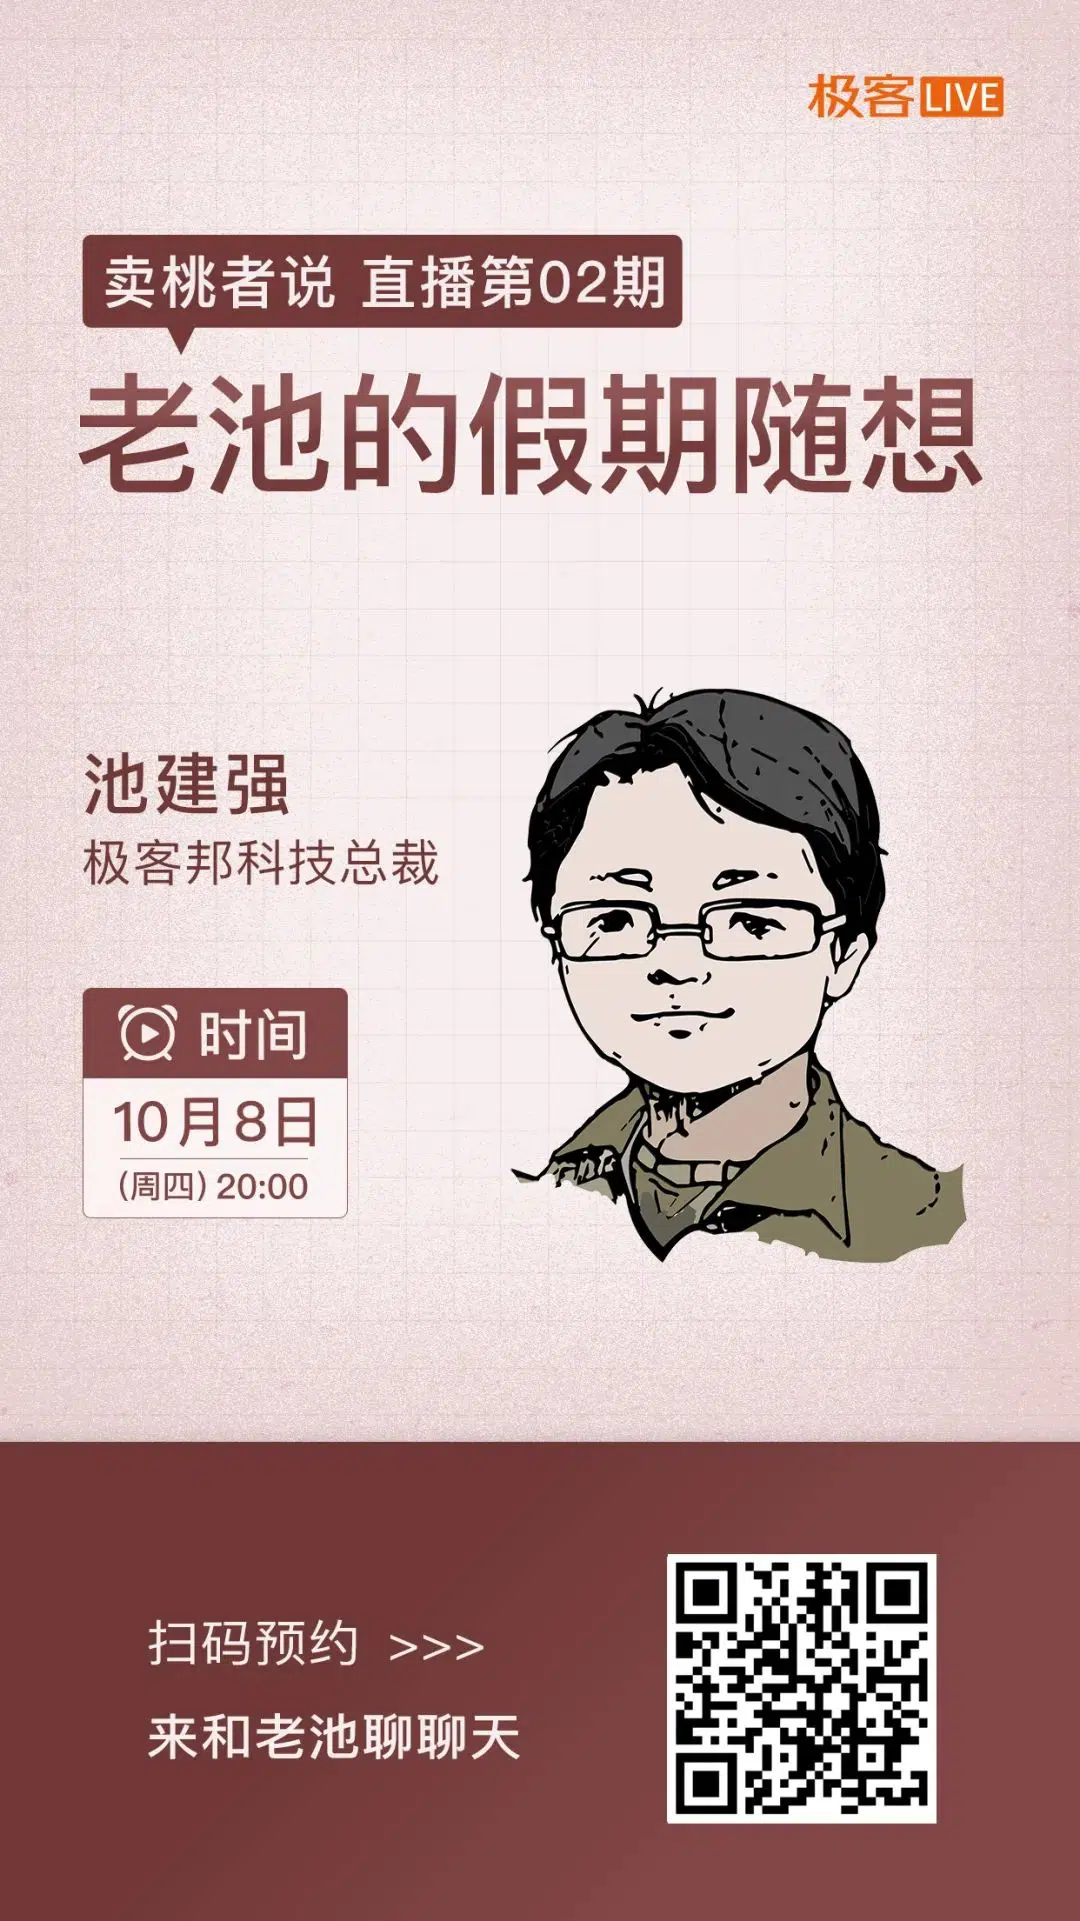 极客LIVE
卖桃者说 直播第02期
老池的假期随想
池建强
极客邦科技总裁
时间
10月8日
(周四) 20:00
扫码预约 >>>
来和老池聊聊天